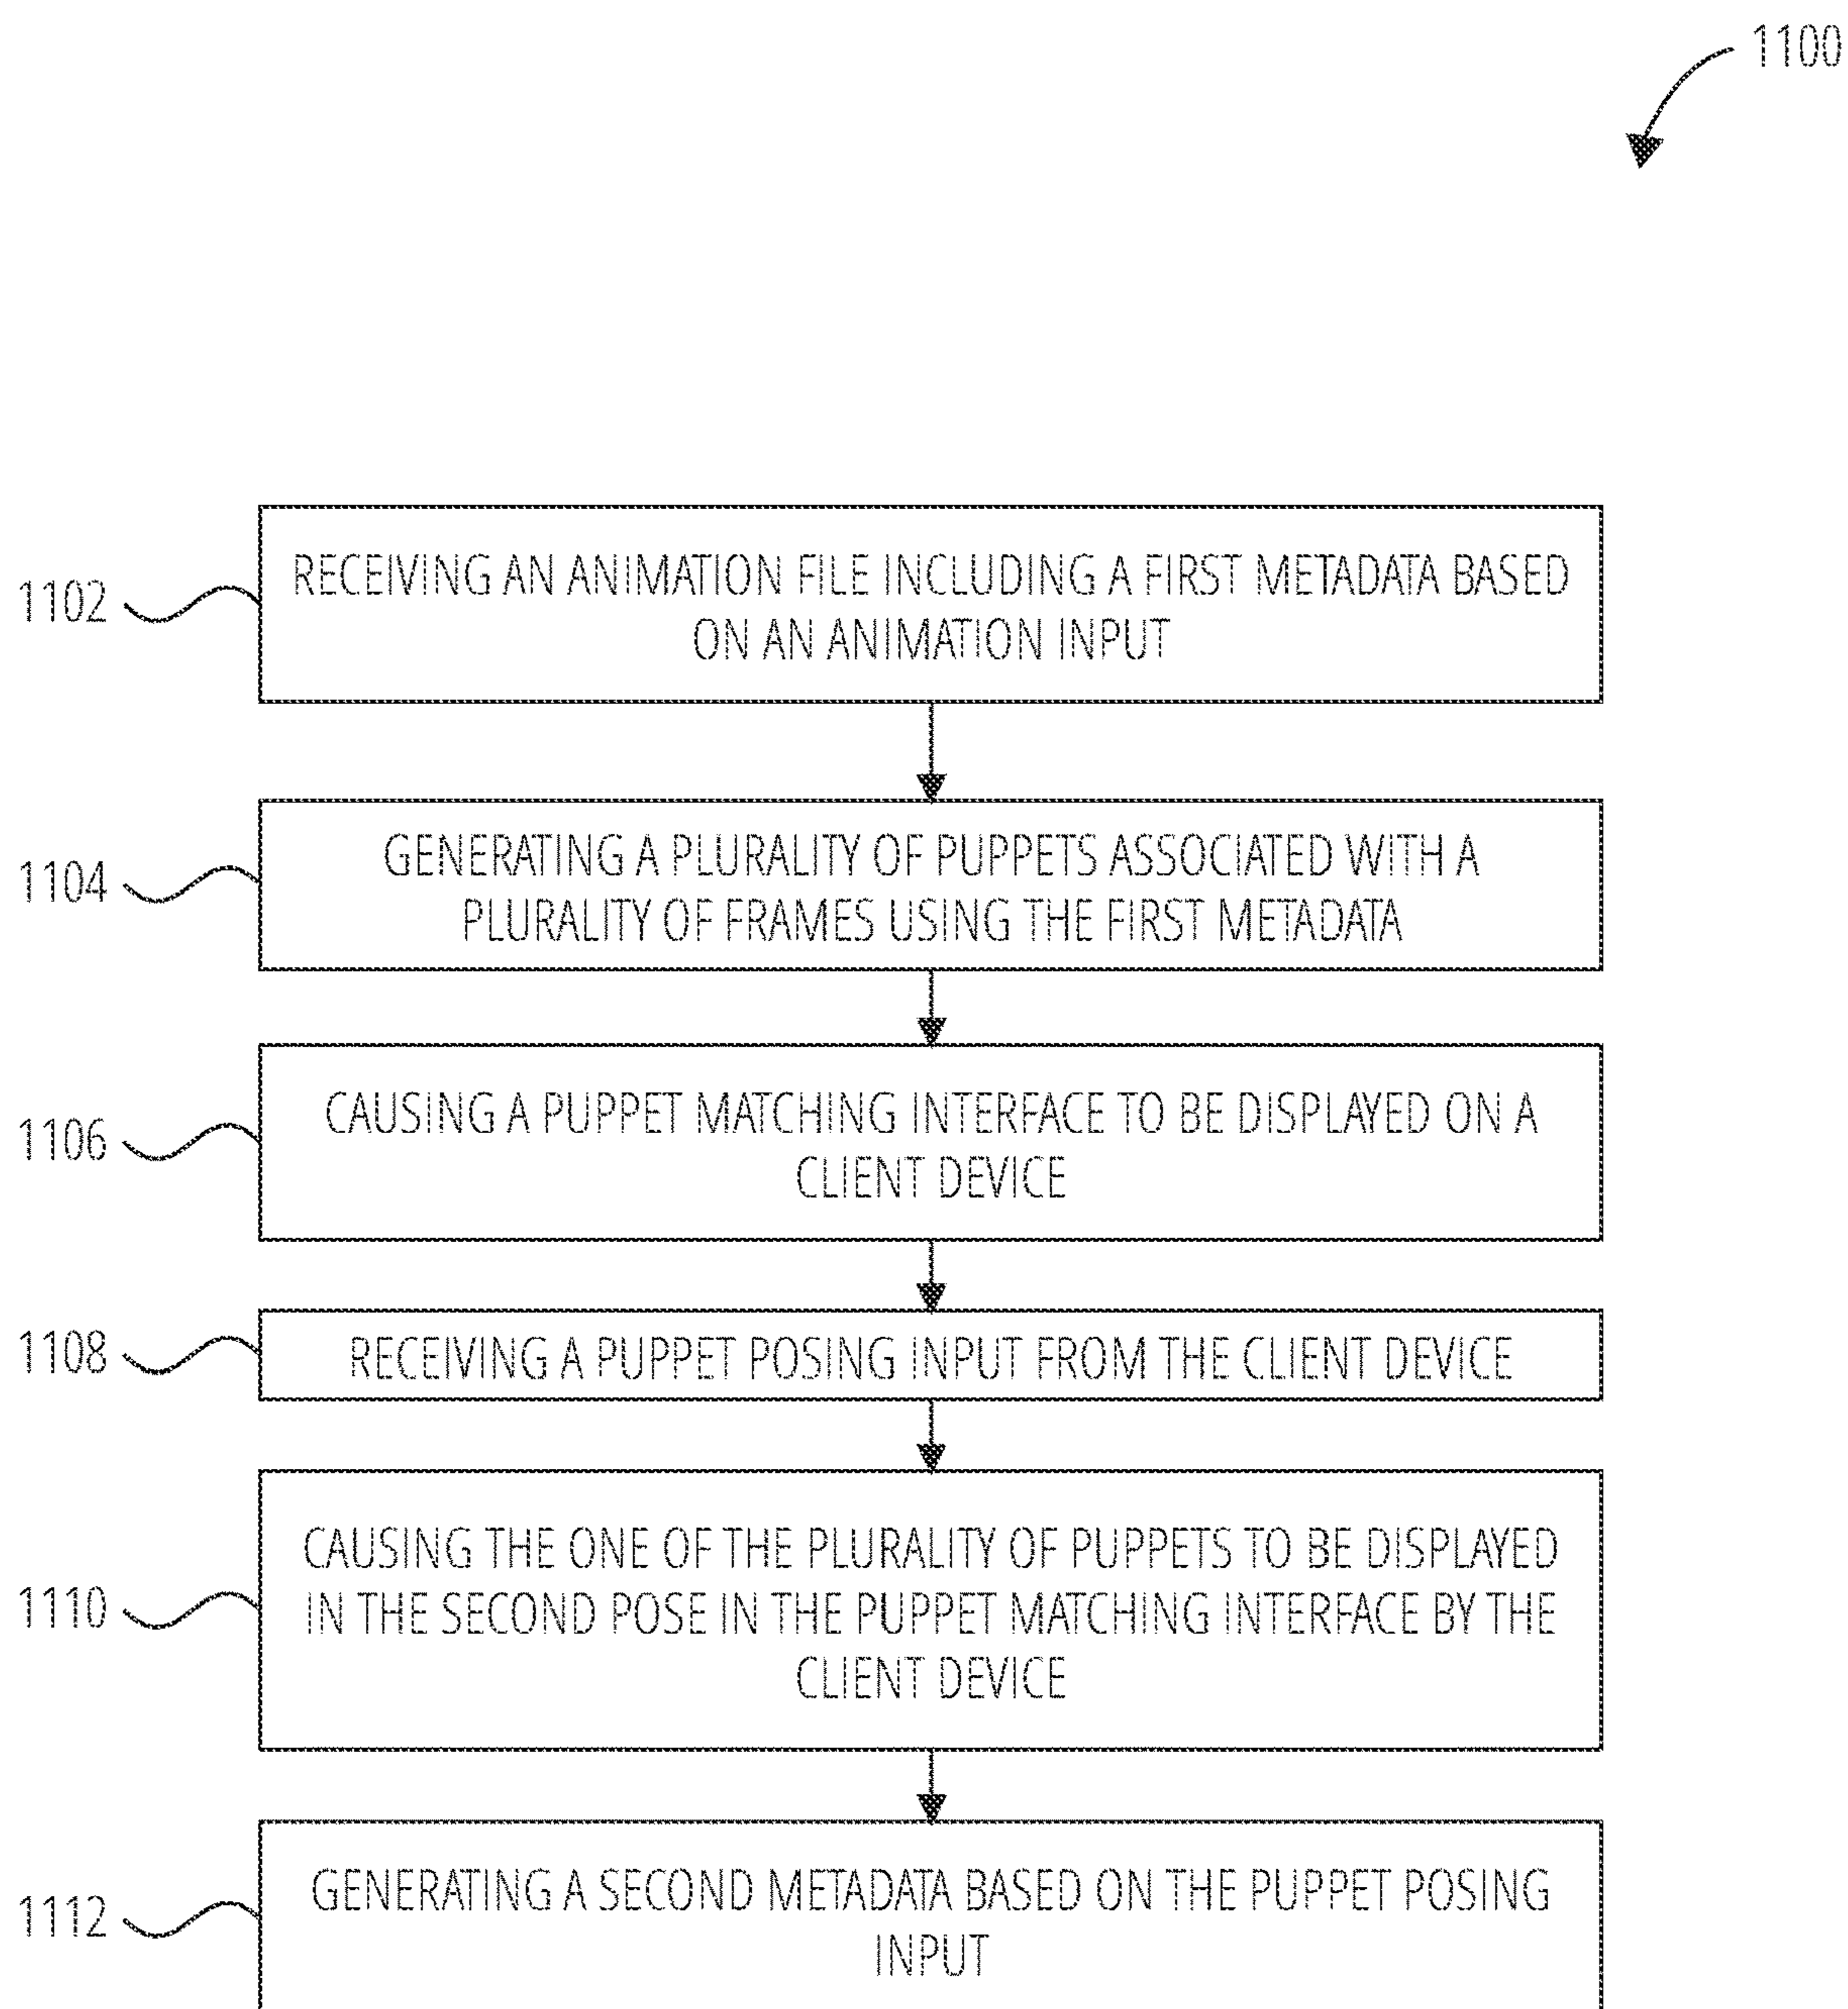 1100
1102
RECEIVING AN ANIMATION FILE INCLUDING A FIRST METADATA BASED
ON AN ANIMATION INPUT
1104
GENERATING A PLURALITY OF PUPPETS ASSOCIATED WITH A
PLURALITY OF FRAMES USING THE FIRST METADATA
1106
CAUSING A PUPPET MATCHING INTERFACE TO BE DISPLAYED ON A
CLIENT DEVICE
1108
RECEIVING A PUPPET POSING INPUT FROM THE CLIENT DEVICE
1110
CAUSING THE ONE OF THE PLURALITY OF PUPPETS TO BE DISPLAYED
IN THE SECOND POSE IN THE PUPPET MATCHING INTERFACE BY THE
CLIENT DEVICE
1112
GENERATING A SECOND METADATA BASED ON THE PUPPET POSING
INPUT